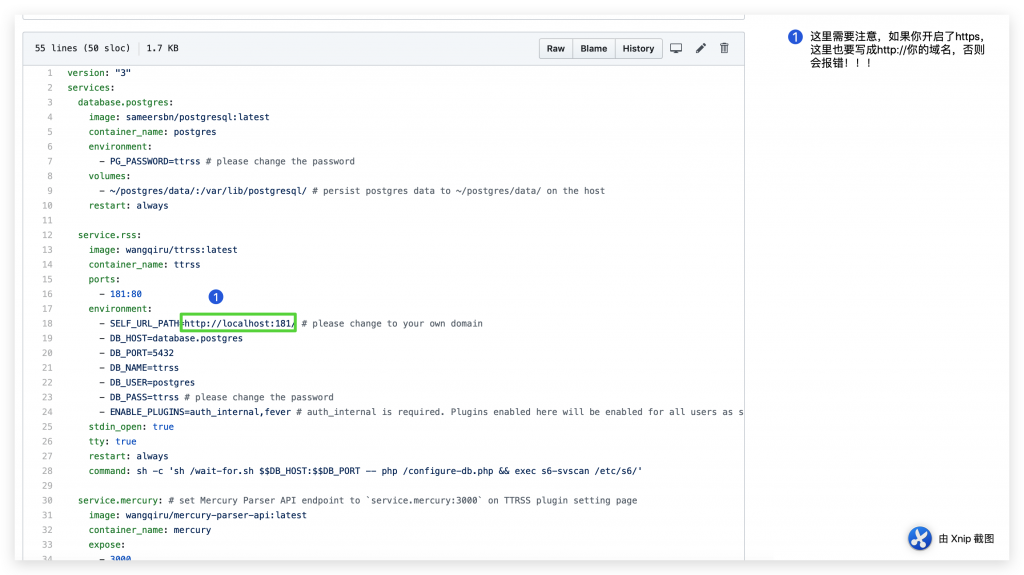 55 lines (50 sloc) 1.7 KB
Raw Blame History
1 version: "3"
2 services:
3 database.postgres:
4 image: sameersbn/postgresql:latest
5 container_name: postgres
6 environment:
7 - PG_PASSWORD=ttrss # please change the password
8 volumes:
9 - ~/postgres/data/:/var/lib/postgresql/ # persist postgres data to ~/postgres/data/ on the host
10 restart: always
11
12 service.rss:
13 image: wangqiru/ttrss:latest
14 container_name: ttrss
15 ports:
16 - 181:80
1
17 environment:
18 - SELF_URL_PATH=http://localhost:181/ # please change to your own domain
19 - DB_HOST=database.postgres
20 - DB_PORT=5432
21 - DB_NAME=ttrss
22 - DB_USER=postgres
23 - DB_PASS=ttrss # please change the password
24 - ENABLE_PLUGINS=auth_internal,fever # auth_internal is required. Plugins enabled here will be enabled for all users as s
25 stdin_open: true
26 tty: true
27 restart: always
28 command: sh -c 'sh /wait-for.sh $$DB_HOST:$$DB_PORT -- php /configure-db.php && exec s6-svscan /etc/s6/'
29
30 service.mercury: # set Mercury Parser API endpoint to `service.mercury:3000` on TTRSS plugin setting page
31 image: wangqiru/mercury-parser-api:latest
32 container_name: mercury
33 expose:
34 - 3000
1 这里需要注意，如果你开启了https，
这里也要写成http://你的域名，否则
会报错！！！
由 Xnip 截图